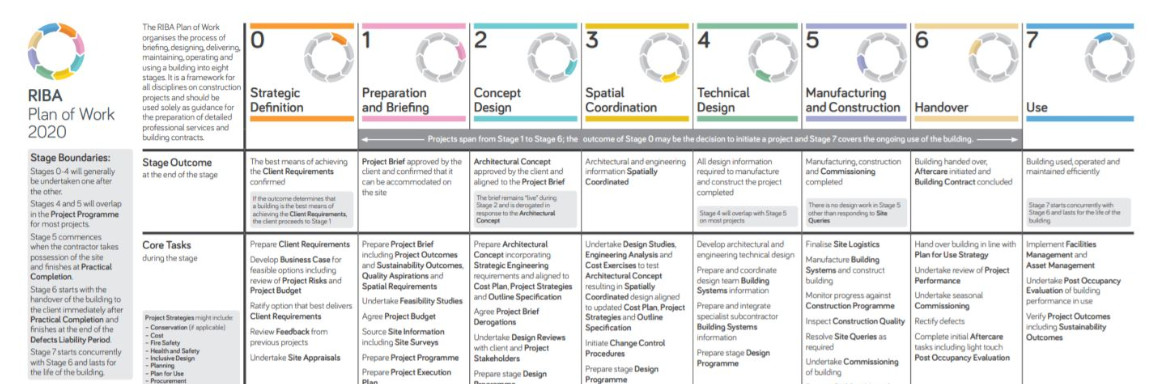 RIBA
Plan of Work
2020
Stage Boundaries:
Stages 0-4 will generally
be undertaken one after
the other.
Stages 4 and 5 will overlap
in the Project Programme
for most projects.
Stage 5 commences
when the contractor takes
possession of the site
and finishes at Practical
Completion.
Stage 6 starts with the
handover of the building to
the client immediately after
Practical Completion and
finishes at the end of the
Defects Liability Period.
Stage 7 starts concurrently
with Stage 6 and lasts for
the life of the building.
The RIBA Plan of Work
organises the process of
briefing, designing, delivering,
maintaining, operating and
using a building into eight
stages. It is a framework for
all disciplines on construction
projects and should be
used solely as guidance for
the preparation of detailed
professional services and
building contracts.
0
Strategic
Definition
1
Preparation
and Briefing
2
Concept
Design
3
Spatial
Coordination
4
Technical
Design
5
Manufacturing
and Construction
6
Handover
7
Use
Projects span from Stage 1 to Stage 6; the outcome of Stage 0 may be the decision to initiate a project and Stage 7 covers the ongoing use of the building.
Stage Outcome
at the end of the stage
The best means of achieving
the Client Requirements
confirmed
If the outcome determines that
a building is the best means of
achieving the Client Requirements,
the client proceeds to Stage 1
Project Brief approved by the
client and confirmed that it
can be accommodated on
the site
Architectural Concept
approved by the client and
aligned to the Project Brief
The brief remains "live" during
Stage 2 and is derogated in
response to the Architectural
Concept
Architectural and engineering
information Spatially
Coordinated
All design information
required to manufacture
and construct the project
completed
Stage 4 will overlap with Stage 5
on most projects
Manufacturing, construction
and Commissioning
completed
There is no design work in Stage 5
other than responding to Site
Queries
Building handed over,
Aftercare initiated and
Building Contract concluded
Building used, operated and
maintained efficiently
Stage 7 starts concurrently with
Stage 6 and lasts for the life of the
building
Core Tasks
during the stage
Project Strategies might include:
– Conservation (if applicable)
– Cost
– Fire Safety
– Health and Safety
– Inclusive Design
– Planning
– Plan for Use
– Procurement
Prepare Client Requirements
Develop Business Case for
feasible options including
review of Project Risks and
Project Budget
Ratify option that best delivers
Client Requirements
Review Feedback from
previous projects
Undertake Site Appraisals
Prepare Project Brief
including Project Outcomes
and Sustainability Outcomes,
Quality Aspirations and
Spatial Requirements
Undertake Feasibility Studies
Agree Project Budget
Source Site Information
including Site Surveys
Prepare Project Programme
Prepare Project Execution
Plan
Prepare Architectural
Concept incorporating
Strategic Engineering
requirements and aligned to
Cost Plan, Project Strategies
and Outline Specification
Agree Project Brief
Derogations
Undertake Design Reviews
with client and Project
Stakeholders
Prepare stage Design
Programme
Undertake Design Studies,
Engineering Analysis and
Cost Exercises to test
Architectural Concept
resulting in Spatially
Coordinated design aligned
to updated Cost Plan, Project
Strategies and Outline
Specification
Initiate Change Control
Procedures
Prepare stage Design
Programme
Develop architectural and
engineering technical design
Prepare and coordinate
design team Building
Systems information
Prepare and integrate
specialist subcontractor
Building Systems
information
Prepare stage Design
Programme
Finalise Site Logistics
Manufacture Building
Systems and construct
building
Monitor progress against
Construction Programme
Inspect Construction Quality
Resolve Site Queries as
required
Undertake Commissioning
of building
Hand over building in line with
Plan for Use Strategy
Undertake review of Project
Performance
Undertake seasonal
Commissioning
Rectify defects
Complete initial Aftercare
tasks including light touch
Post Occupancy Evaluation
Implement Facilities
Management and
Asset Management
Undertake Post Occupancy
Evaluation of building
performance in use
Verify Project Outcomes
including Sustainability
Outcomes